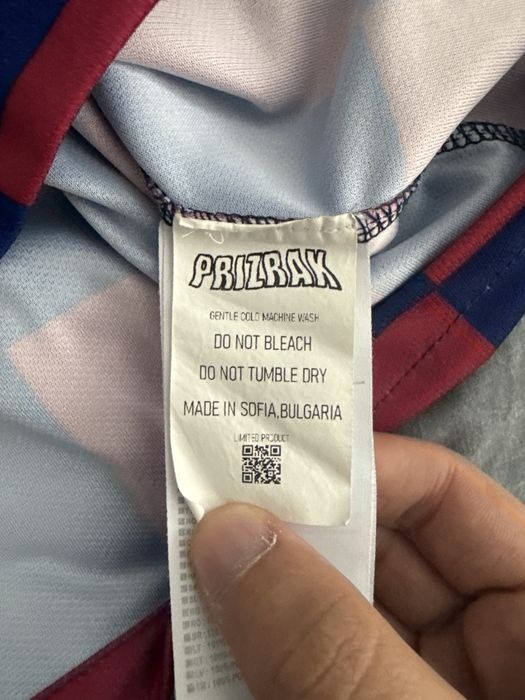 PRIZRAK
GENTLE COLD MACHINE WASH
DO NOT BLEACH
DO NOT TUMBLE DRY
MADE IN SOFIA,BULGARIA
LIMITED PRODUCT